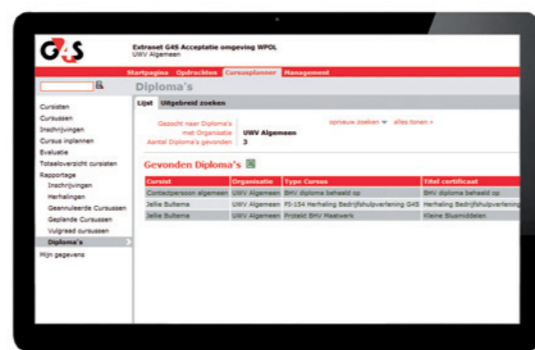 G4S
Extranet G4S Acceptatie omgeving WPOL
UWV Algemeen
Startpagina Opdrachten Cursusplanner Management
Diploma's
Lijst Uitgebreid zoeken
Cursisten
Cursussen
Inschrijvingen
Cursus inplannen
Evaluatie
Totaaloverzicht cursisten
Rapportage
Inschrijvingen
Herhalingen
Geannuleerde Cursussen
Geplande Cursussen
Vulgraad cursussen
Diploma's
Mijn gegevens
Gezocht naar Diploma's
met Organisatie UWV Algemeen
Aantal Diploma's gevonden 3
opnieuw zoeken alles tonen »
Gevonden Diploma's
Cursist Organisatie Type Cursus Titel certificaat
Contactpersoon algemeen UWV Algemeen BHV diploma behaald op BHV diploma behaald op
Jellie Bultema UWV Algemeen FS-154 Herhaling Bedrijfshulpverlening G4S Herhaling Bedrijfshulpverlening
Jellie Bultema UWV Algemeen Protekt BHV Maatwerk Kleine Blusmiddelen